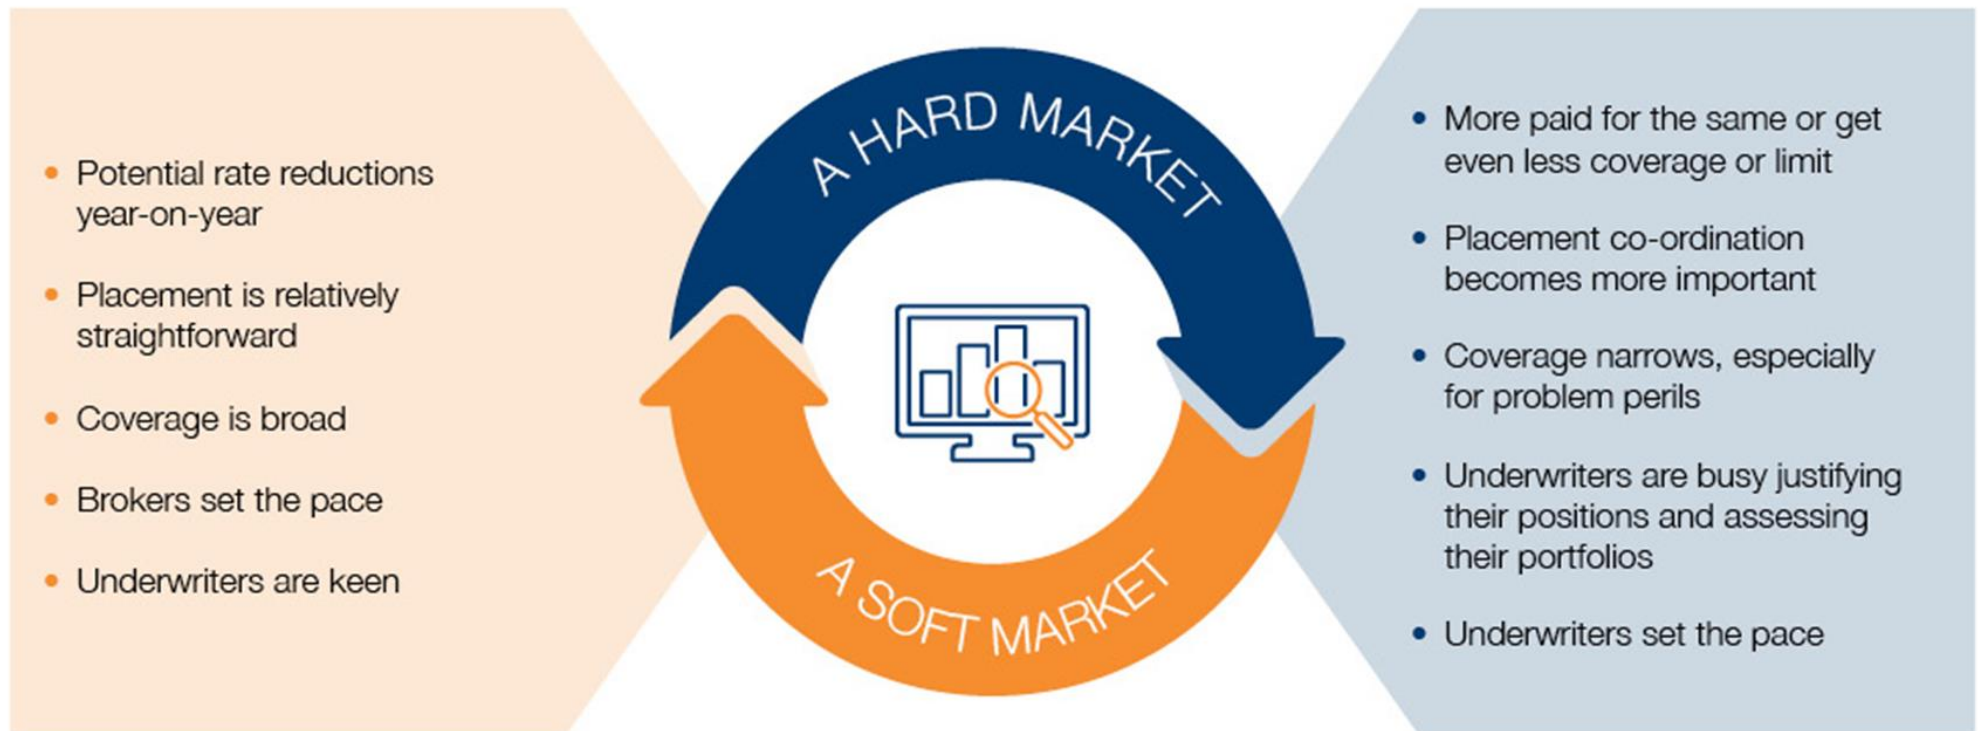 • Potential rate reductions
year-on-year
• Placement is relatively
straightforward
• Coverage is broad
• Brokers set the pace
• Underwriters are keen
A HARD MARKET
A SOFT MARKET
• More paid for the same or get
even less coverage or limit
• Placement co-ordination
becomes more important
• Coverage narrows, especially
for problem perils
• Underwriters are busy justifying
their positions and assessing
their portfolios
• Underwriters set the pace